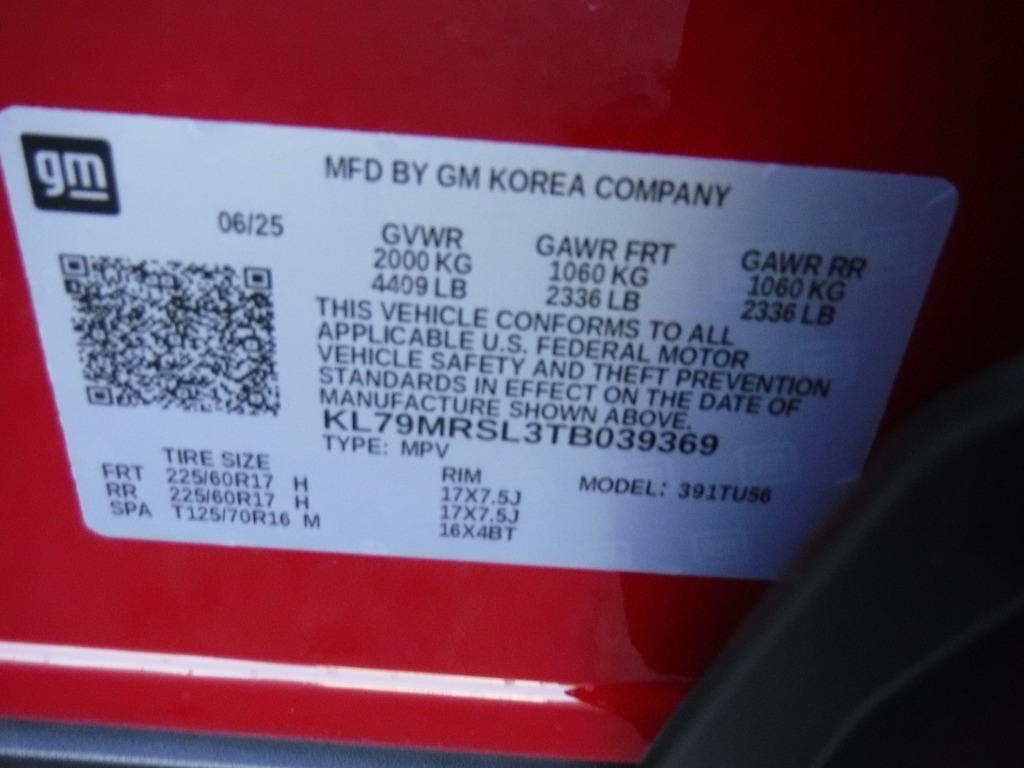 gm
MFD BY GM KOREA COMPANY
06/25
GVWR
2000 KG
4409 LB
GAWR FRT
1060 KG
2336 LB
GAWR RR
1060 KG
2336 LB
THIS VEHICLE CONFORMS TO ALL
APPLICABLE U.S. FEDERAL MOTOR
VEHICLE SAFETY AND THEFT PREVENTION
STANDARDS IN EFFECT ON THE DATE OF
MANUFACTURE SHOWN ABOVE.
KL79MRSL3TB039369
TYPE: MPV
TIRE SIZE
FRT 225/60R17 H
RR 225/60R17 H
SPA T125/70R16 M
RIM
17X7.5J
17X7.5J
16X4BT
MODEL: 391TU56